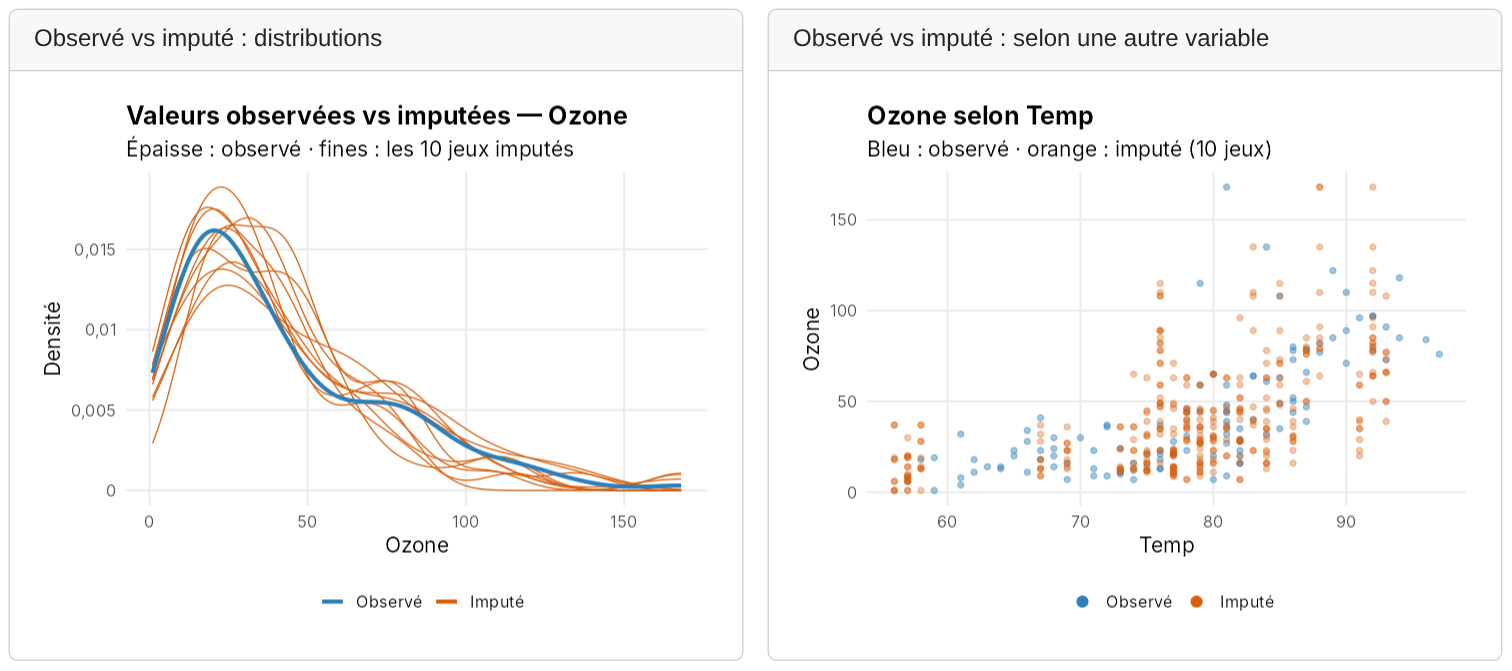 Observé vs imputé : distributions
Valeurs observées vs imputées — Ozone
Épaisse : observé · fines : les 10 jeux imputés
Densité
0,015
0,01
0,005
0
0
50
100
150
Ozone
Observé
Imputé
Observé vs imputé : selon une autre variable
Ozone selon Temp
Bleu : observé · orange : imputé (10 jeux)
Ozone
150
100
50
0
60
70
80
90
Temp
Observé
Imputé